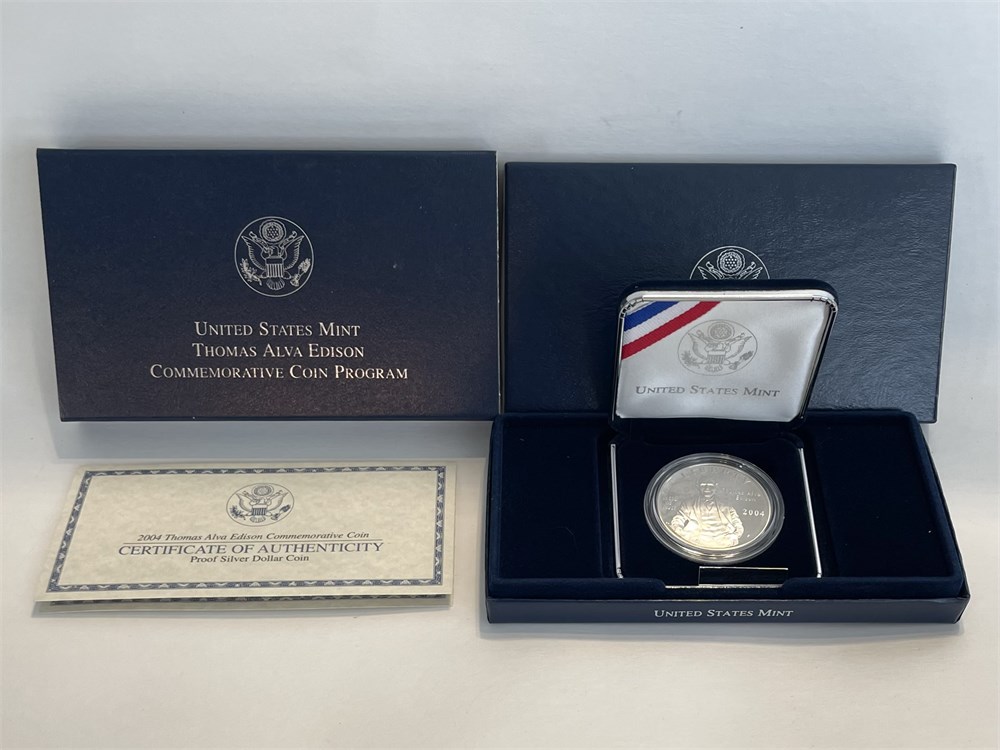 United States Mint
Thomas Alva Edison
Commemorative Coin Program
United States Mint
2004
2004 Thomas Alva Edison Commemorative Coin
CERTIFICATE OF AUTHENTICITY
Proof Silver Dollar Coin
United States Mint